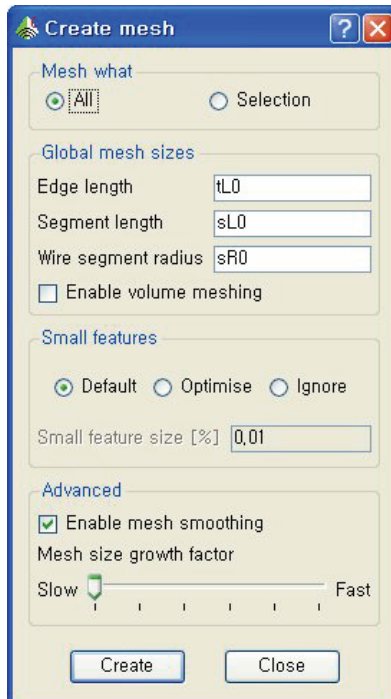 Create mesh
Mesh what
All Selection
Global mesh sizes
Edge length tL0
Segment length sL0
Wire segment radius sR0
Enable volume meshing
Small features
Default Optimise Ignore
Small feature size [%] 0,01
Advanced
Enable mesh smoothing
Mesh size growth factor
Slow Fast
Create Close